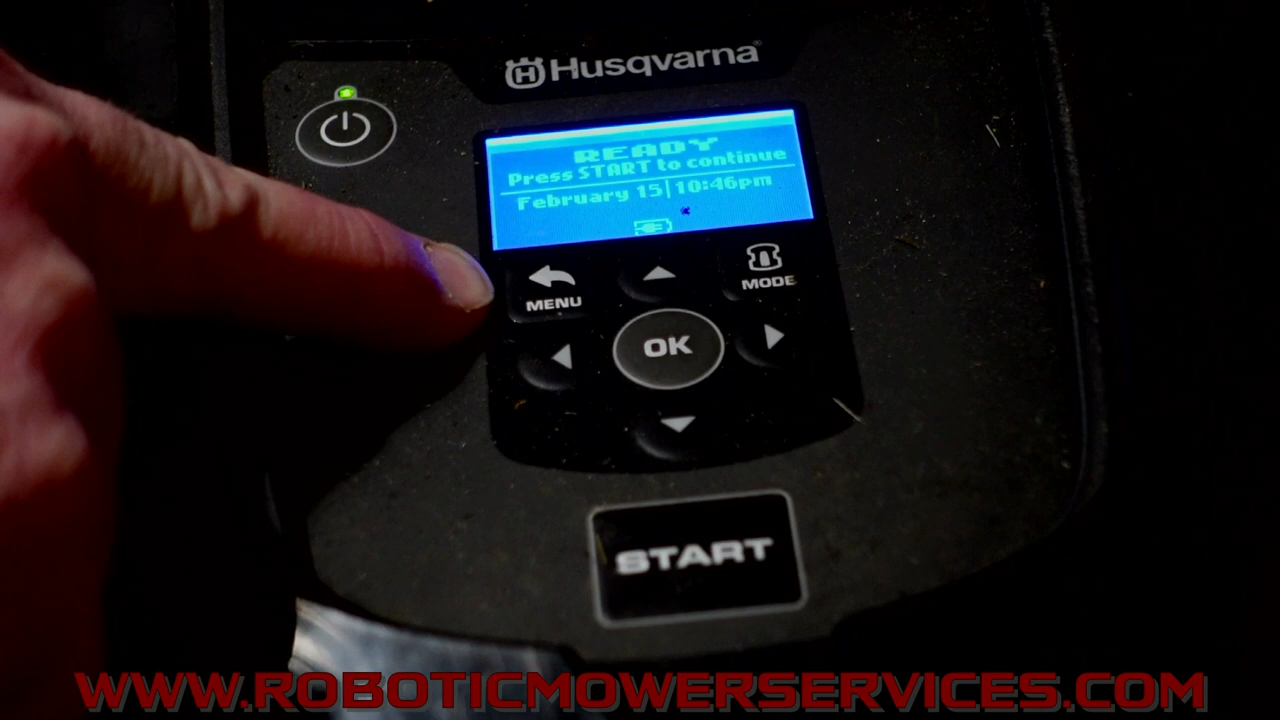 Husqvarna
READY
Press START to continue
February 15|10:46pm
MENU
MODE
OK
START
WWW.ROBOTICMOWERSERVICES.COM